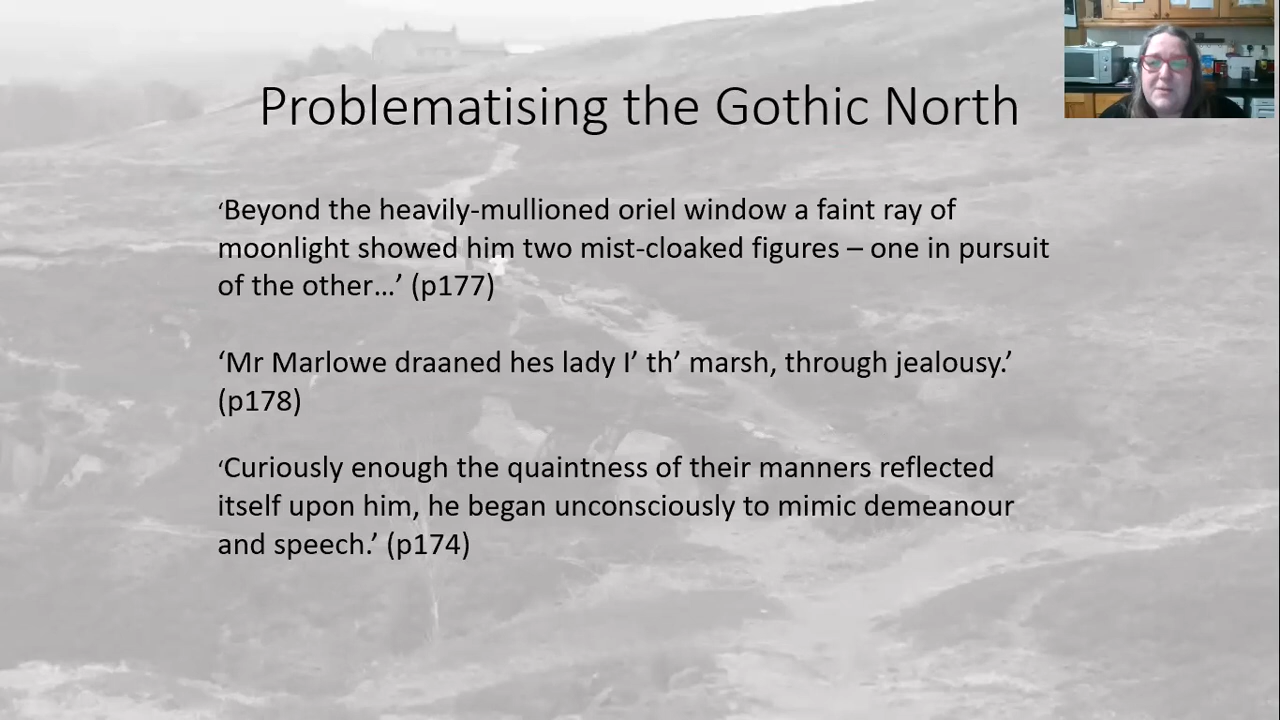 Problematising the Gothic North
‘Beyond the heavily-mullioned oriel window a faint ray of
moonlight showed him two mist-cloaked figures – one in pursuit
of the other…’ (p177)
‘Mr Marlowe draaned hes lady I’ th’ marsh, through jealousy.’
(p178)
‘Curiously enough the quaintness of their manners reflected
itself upon him, he began unconsciously to mimic demeanour
and speech.’ (p174)